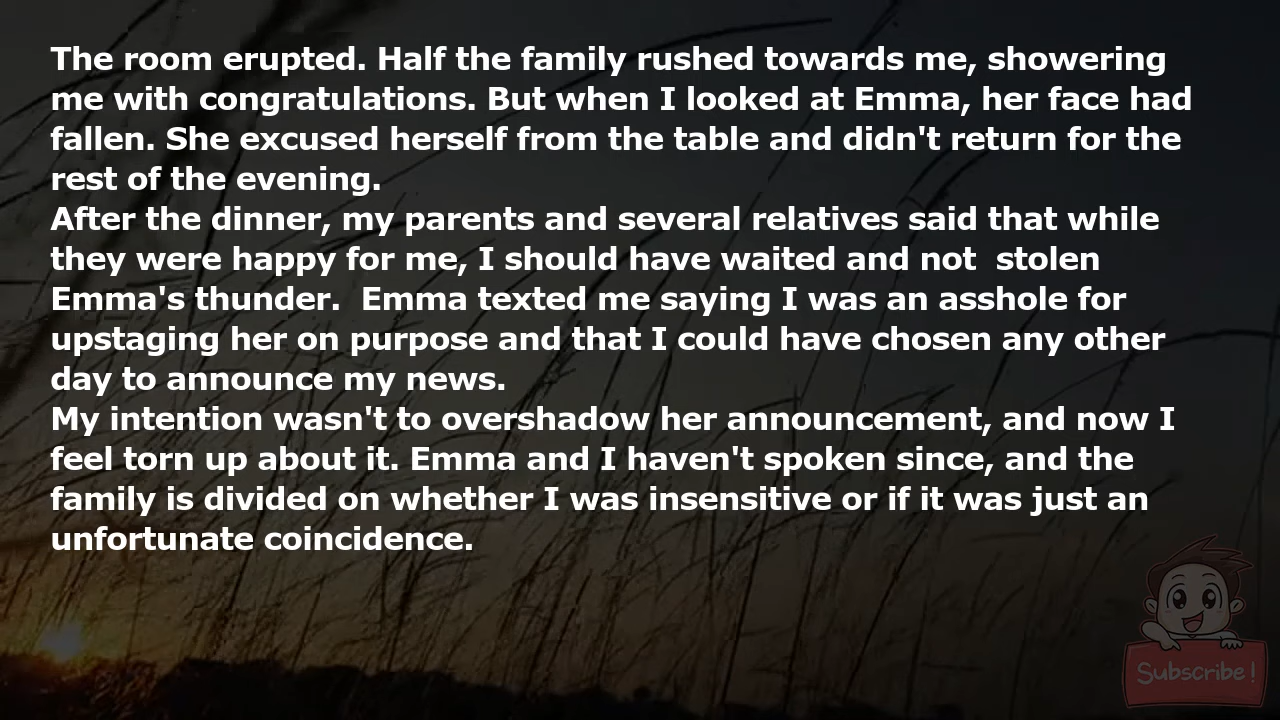 The room erupted. Half the family rushed towards me, showering
me with congratulations. But when I looked at Emma, her face had
fallen. She excused herself from the table and didn't return for the
rest of the evening.
After the dinner, my parents and several relatives said that while
they were happy for me, I should have waited and not  stolen
Emma's thunder.  Emma texted me saying I was an asshole for
upstaging her on purpose and that I could have chosen any other
day to announce my news.
My intention wasn't to overshadow her announcement, and now I
feel torn up about it. Emma and I haven't spoken since, and the
family is divided on whether I was insensitive or if it was just an
unfortunate coincidence.
Subscribe!